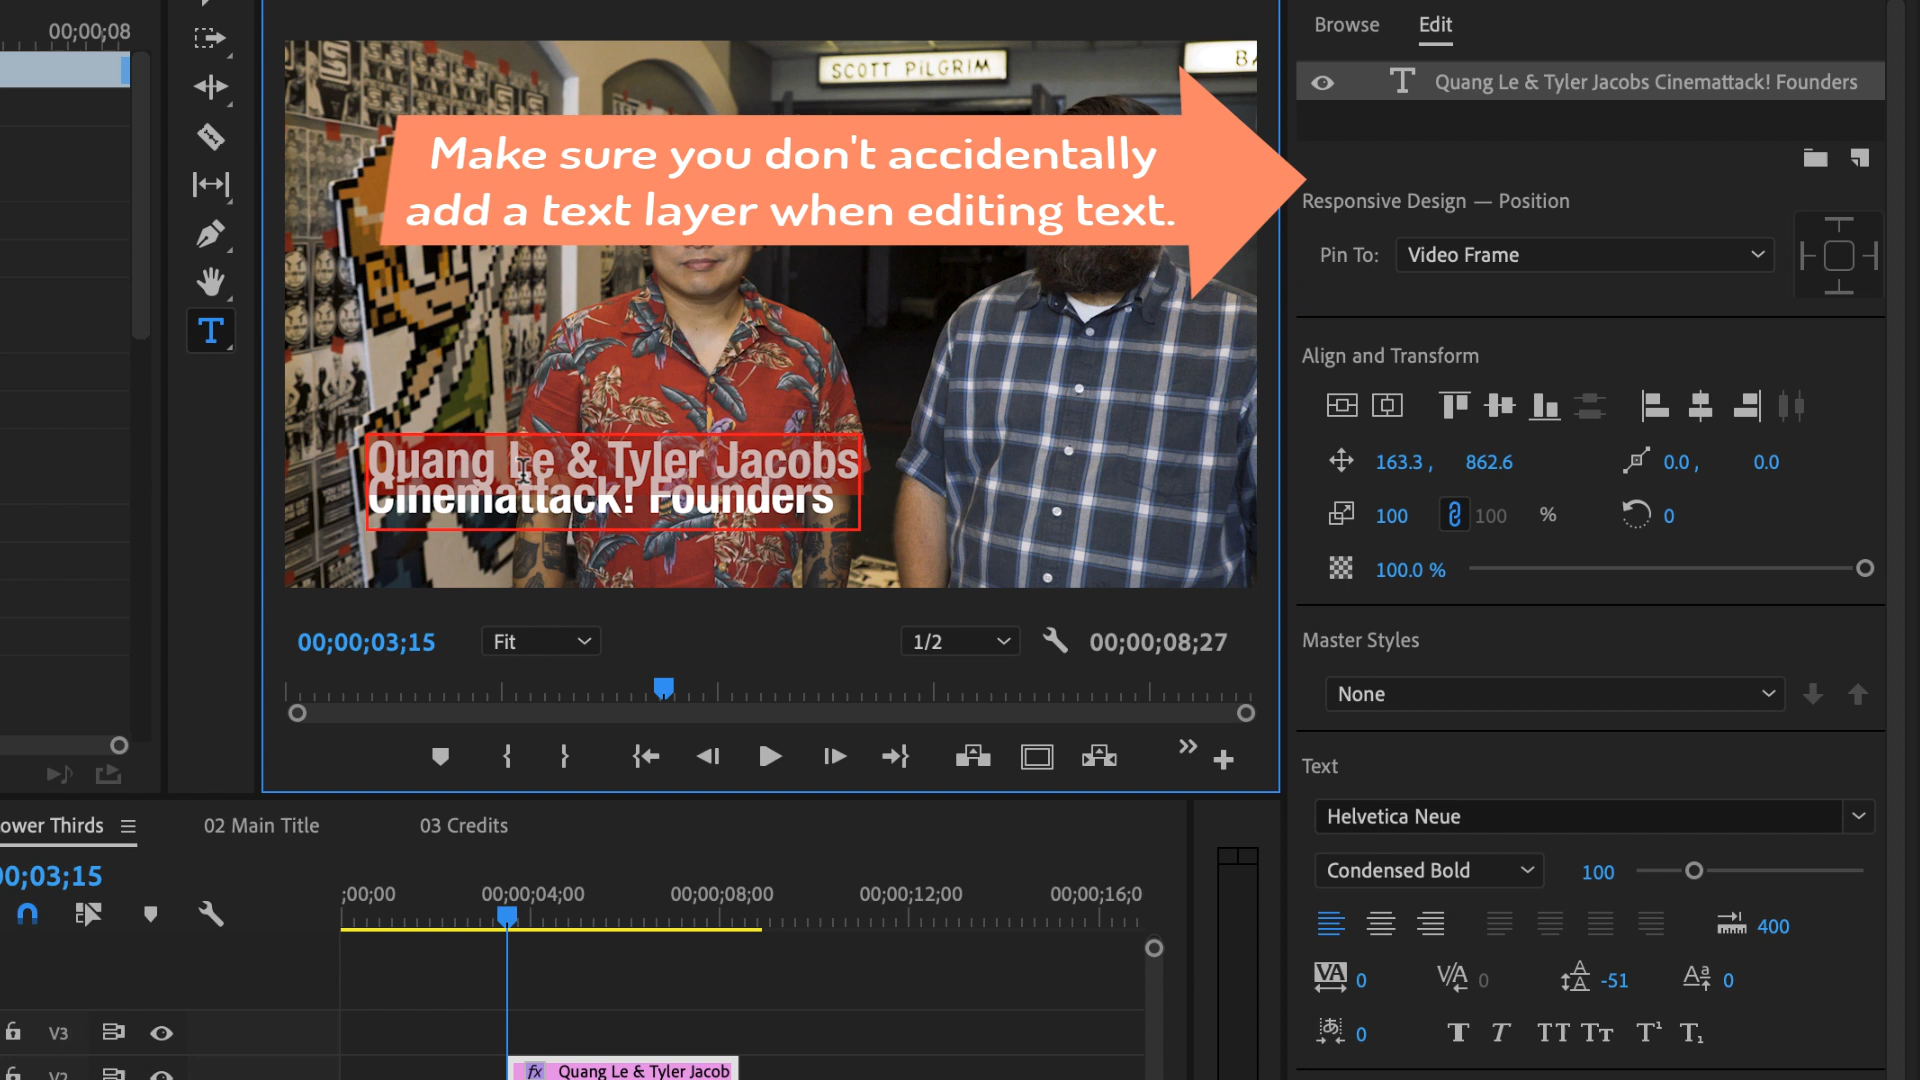 00;00;08
Browse
Edit
SCOTT PILGRIM
BA
Quang Le & Tyler Jacobs Cinemattack! Founders
Make sure you don't accidentally
add a text layer when editing text.
Responsive Design — Position
Pin To:
Video Frame
Align and Transform
Quang Le & Tyler Jacobs
Cinemattack! Founders
163.3 , 862.6
0.0 , 0.0
100
100 %
0
100.0 %
00;00;03;15
Fit
1/2
00;00;08;27
Master Styles
None
Text
Helvetica Neue
Condensed Bold
100
400
0
0
-51
0
0
ower Thirds
02 Main Title
03 Credits
00;03;15
;00;00
00;00;04;00
00;00;08;00
00;00;12;00
00;00;16;0
V3
V2
fx Quang Le & Tyler Jacob